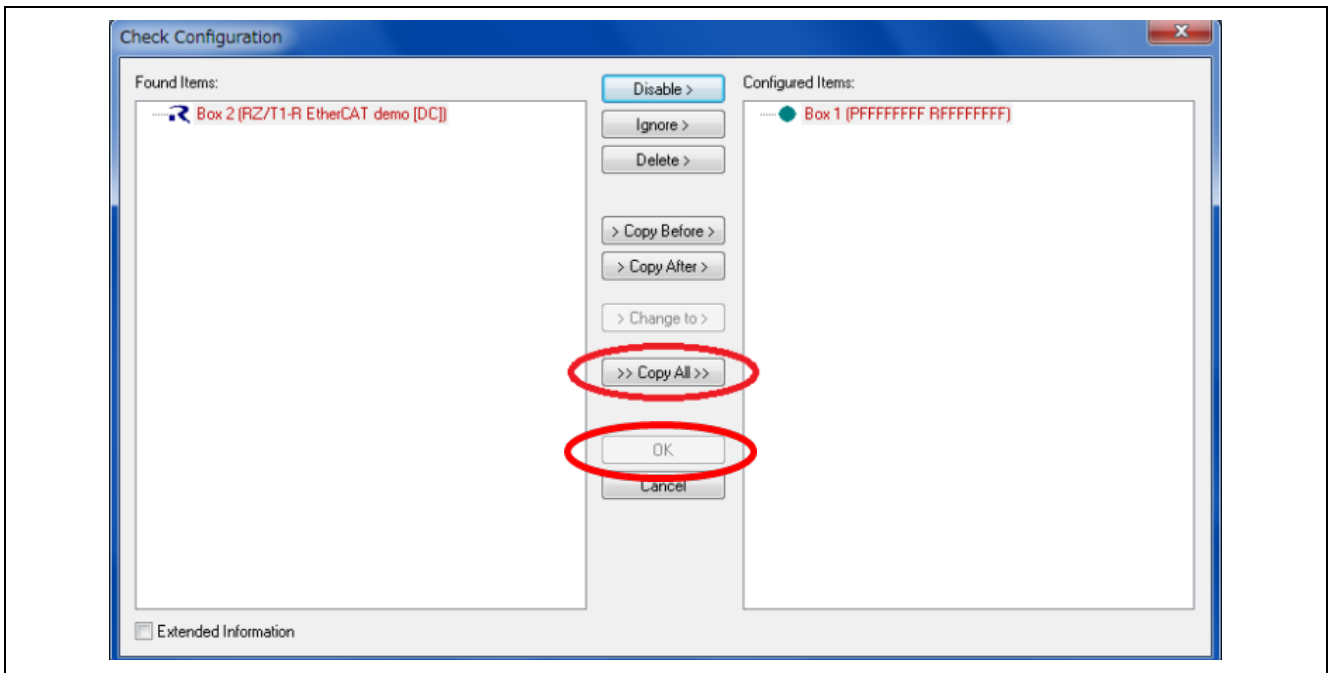 Check Configuration
Found Items:
Box 2 (RZ/T1-R EtherCAT demo [DC])
Disable >
Ignore >
Delete >
> Copy Before >
> Copy After >
> Change to >
>> Copy All >>
OK
Cancel
Configured Items:
Box 1 (PFFFFFFFF RFFFFFFFF)
Extended Information